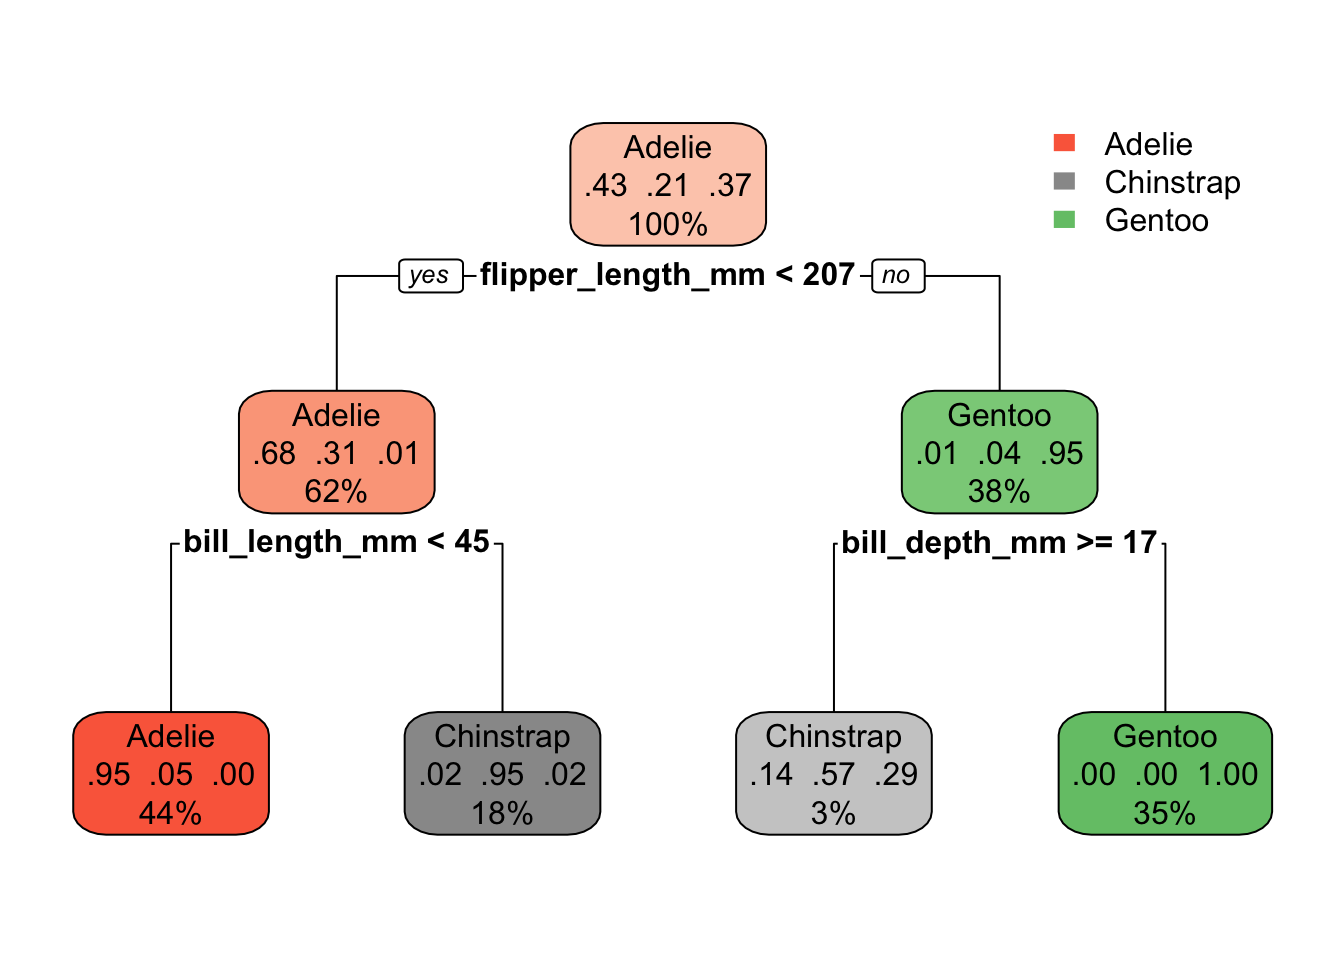 Adelie
.43 .21 .37
100%
Adelie
Chinstrap
Gentoo
yes flipper_length_mm < 207 no
Adelie
.68 .31 .01
62%
Gentoo
.01 .04 .95
38%
bill_length_mm < 45
bill_depth_mm >= 17
Adelie
.95 .05 .00
44%
Chinstrap
.02 .95 .02
18%
Chinstrap
.14 .57 .29
3%
Gentoo
.00 .00 1.00
35%